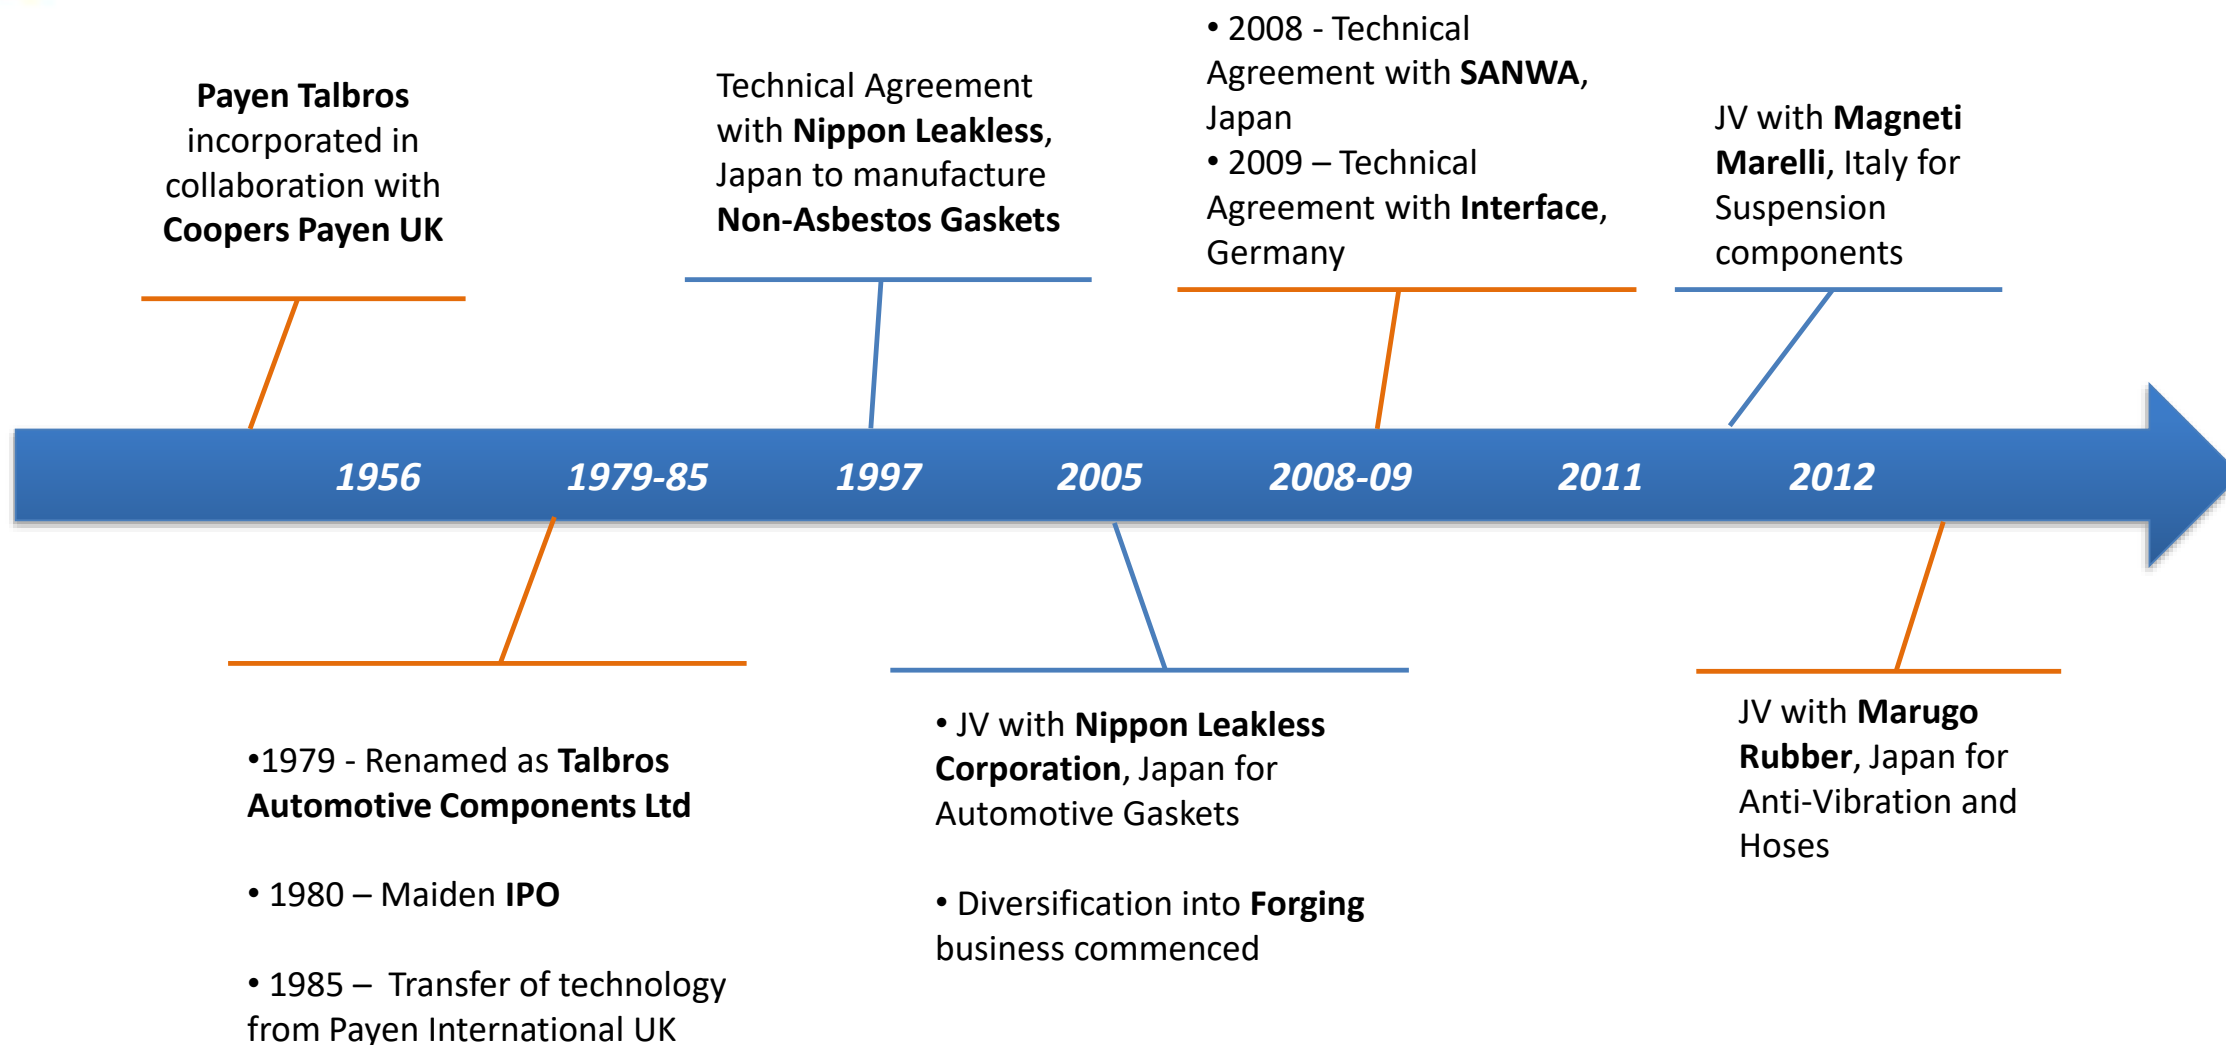 Payen Talbros
incorporated in
collaboration with
Coopers Payen UK
Technical Agreement
with Nippon Leakless,
Japan to manufacture
Non-Asbestos Gaskets
• 2008 - Technical
Agreement with SANWA,
Japan
• 2009 – Technical
Agreement with Interface,
Germany
JV with Magneti
Marelli, Italy for
Suspension
components
1956 1979-85 1997 2005 2008-09 2011 2012
•1979 - Renamed as Talbros
Automotive Components Ltd
• 1980 – Maiden IPO
• 1985 – Transfer of technology
from Payen International UK
• JV with Nippon Leakless
Corporation, Japan for
Automotive Gaskets
• Diversification into Forging
business commenced
JV with Marugo
Rubber, Japan for
Anti-Vibration and
Hoses